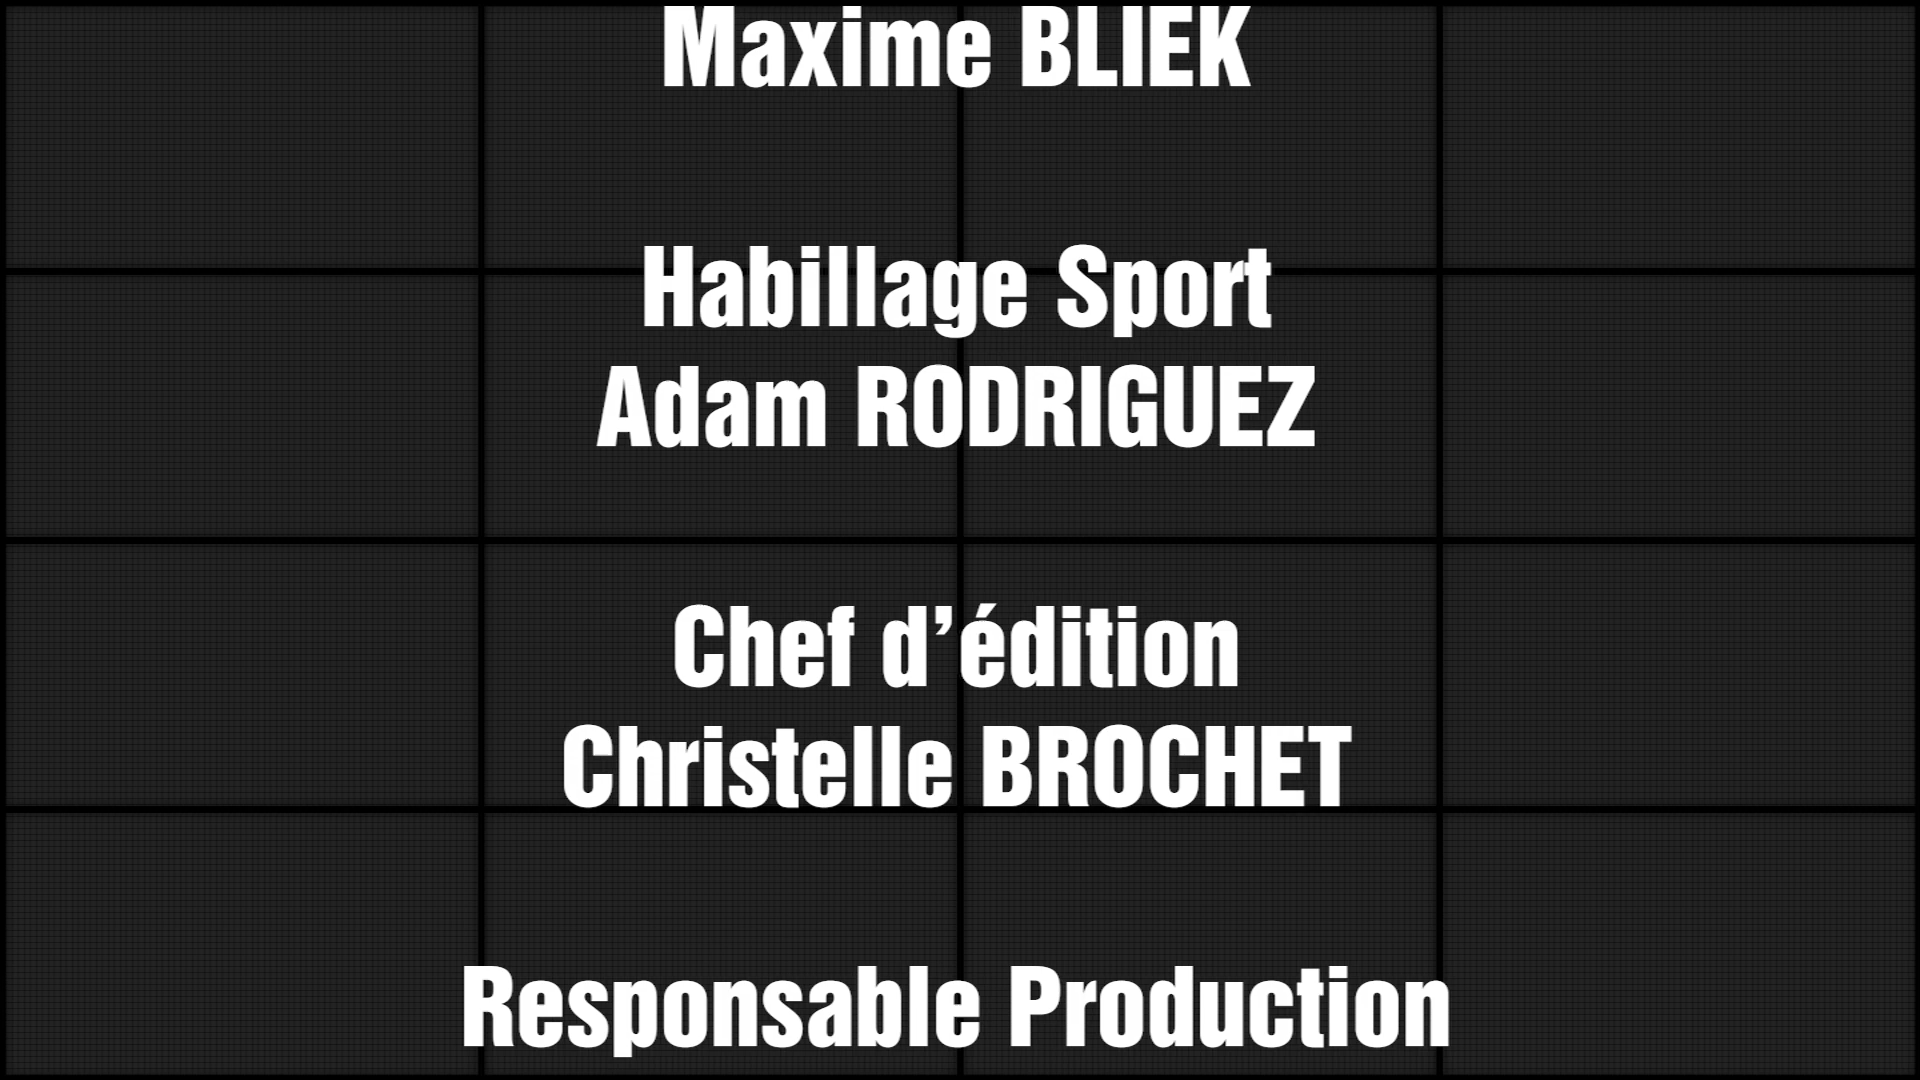 Maxime BLIEK
Habillage Sport
Adam RODRIGUEZ
Chef d’édition
Christelle BROCHET
Responsable Production